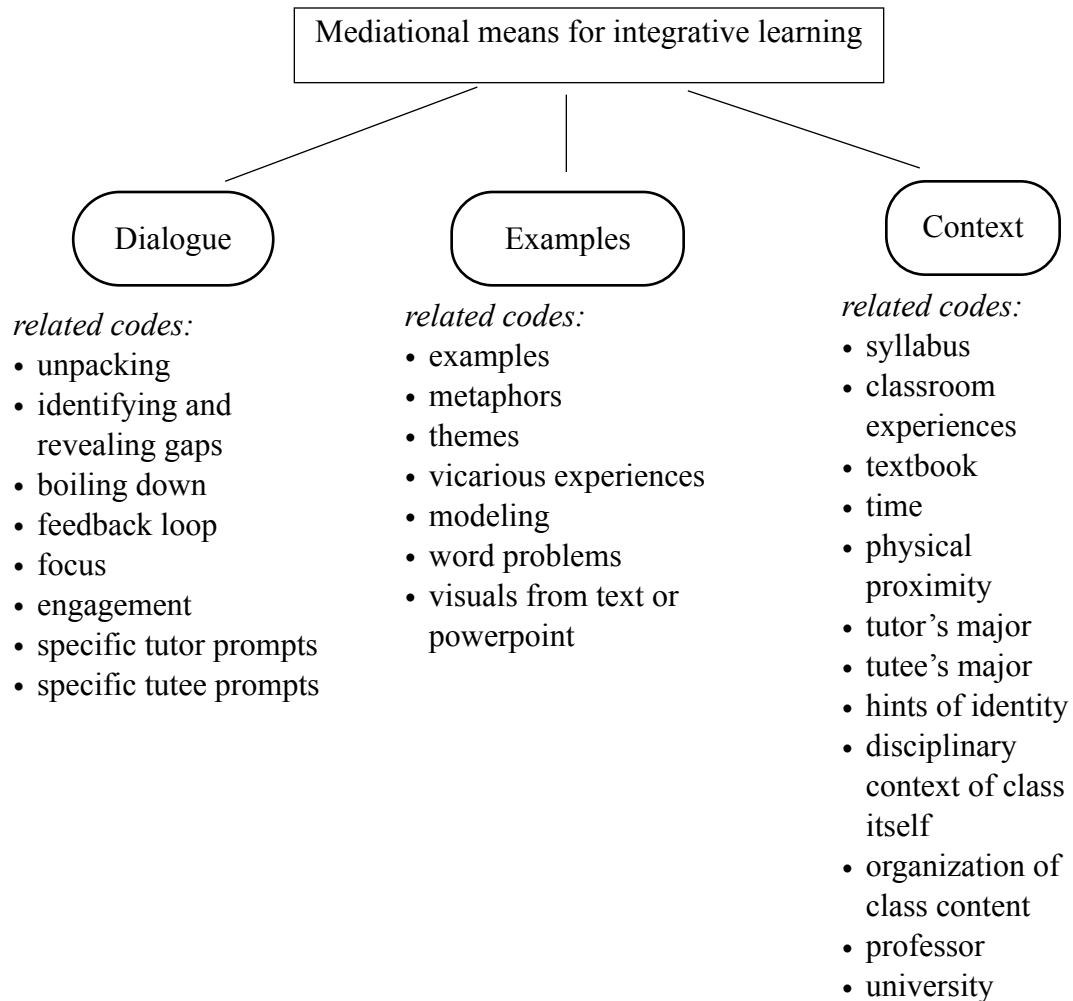 Mediational means for integrative learning
Dialogue
related codes:
• unpacking
• identifying and
revealing gaps
• boiling down
• feedback loop
• focus
• engagement
• specific tutor prompts
• specific tutee prompts
Examples
related codes:
• examples
• metaphors
• themes
• vicarious experiences
• modeling
• word problems
• visuals from text or
powerpoint
Context
related codes:
• syllabus
• classroom
experiences
• textbook
• time
• physical
proximity
• tutor’s major
• tutee’s major
• hints of identity
• disciplinary
context of class
itself
• organization of
class content
• professor
• university